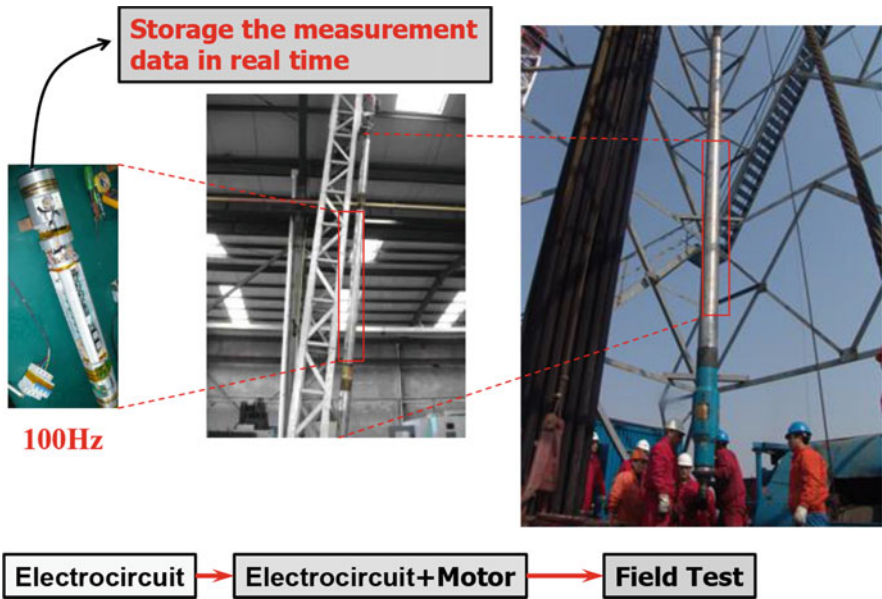 Storage the measurement
data in real time
100Hz
Electrocircuit
Electrocircuit+Motor
Field Test